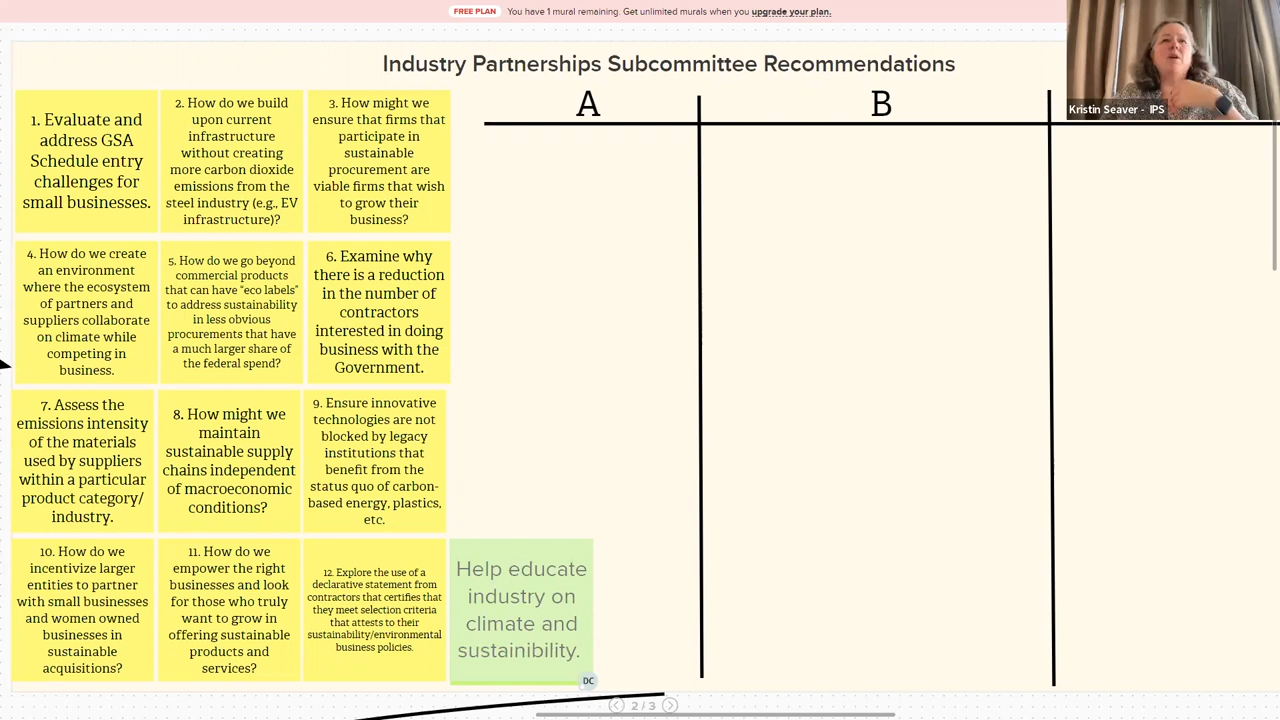 FREE PLAN You have 1 mural remaining. Get unlimited murals when you upgrade your plan.
Industry Partnerships Subcommittee Recommendations
Kristin Seaver - IPS
A
B
1. Evaluate and
address GSA
Schedule entry
challenges for
small businesses.
2. How do we build
upon current
infrastructure
without creating
more carbon dioxide
emissions from the
steel industry (e.g., EV
infrastructure)?
3. How might we
ensure that firms that
participate in
sustainable
procurement are
viable firms that wish
to grow their
business?
4. How do we create
an environment
where the ecosystem
of partners and
suppliers collaborate
on climate while
competing in
business.
5. How do we go beyond
commercial products
that can have "eco labels"
to address sustainability
in less obvious
procurements that have
a much larger share of
the federal spend?
6. Examine why
there is a reduction
in the number of
contractors
interested in doing
business with the
Government.
7. Assess the
emissions intensity
of the materials
used by suppliers
within a particular
product category/
industry.
8. How might we
maintain
sustainable supply
chains independent
of macroeconomic
conditions?
9. Ensure innovative
technologies are not
blocked by legacy
institutions that
benefit from the
status quo of carbon-
based energy, plastics,
etc.
10. How do we
incentivize larger
entities to partner
with small businesses
and women owned
businesses in
sustainable
acquisitions?
11. How do we
empower the right
businesses and look
for those who truly
want to grow in
offering sustainable
products and
services?
12. Explore the use of a
declarative statement from
contractors that certifies that
they meet selection criteria
that attests to their
sustainability/environmental
business policies.
Help educate
industry on
climate and
sustainibility.
DC
2 / 3